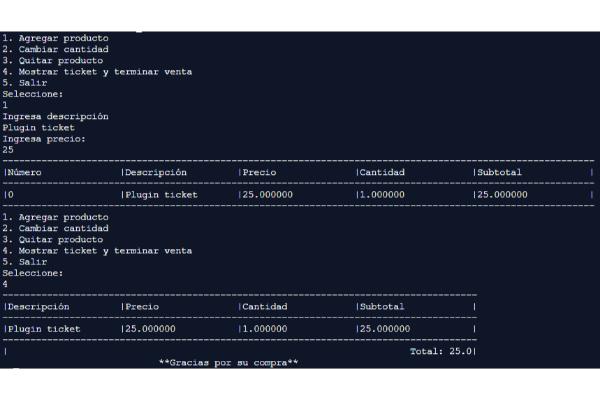 1. Agregar producto
2. Cambiar cantidad
3. Quitar producto
4. Mostrar ticket y terminar venta
5. Salir
Seleccione:
1
Ingresa descripción
Plugin ticket
Ingresa precio:
25
|Número |Descripción |Precio |Cantidad |Subtotal |
|0 |Plugin ticket |25.000000 |1.000000 |25.000000 |
1. Agregar producto
2. Cambiar cantidad
3. Quitar producto
4. Mostrar ticket y terminar venta
5. Salir
Seleccione:
4
|Descripción |Precio |Cantidad |Subtotal |
|Plugin ticket |25.000000 |1.000000 |25.000000 |
| Total: 25.0|
**Gracias por su compra**